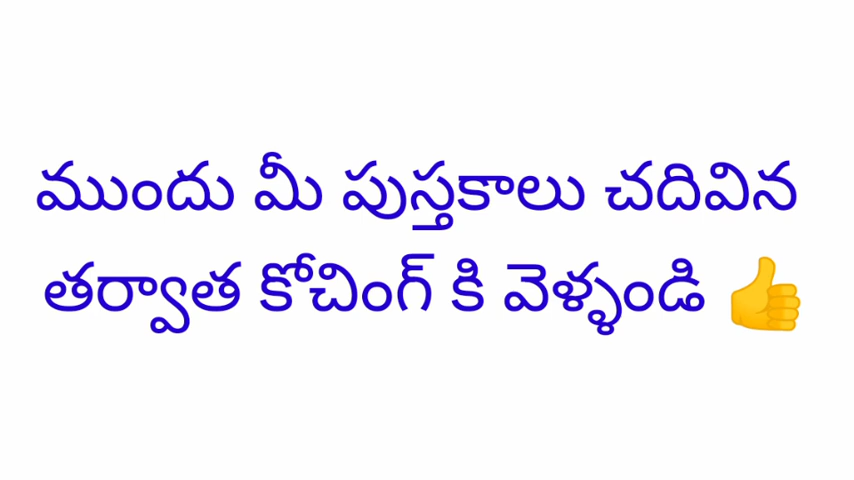 ముందు మీ పుస్తకాలు చదివిన
తర్వాత కోచింగ్ కి వెళ్ళండి 👍